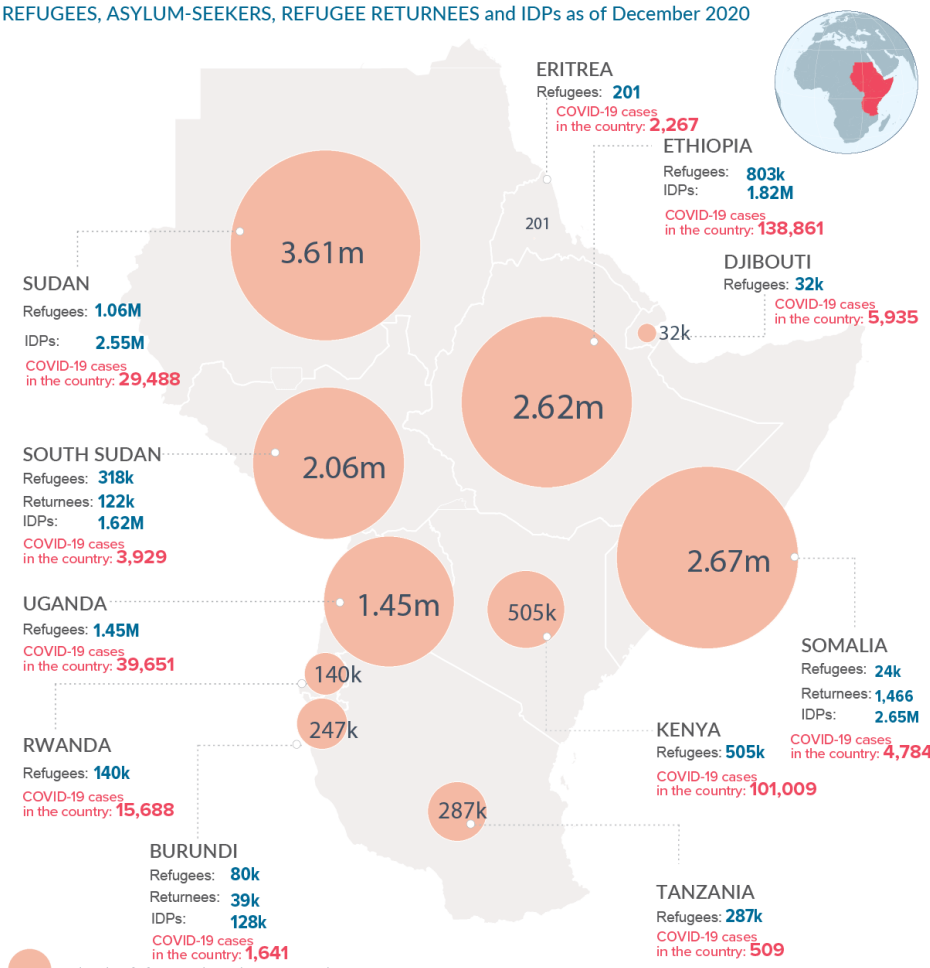 REFUGEES, ASYLUM-SEEKERS, REFUGEE RETURNEES and IDPs as of December 2020
ERITREA
Refugees: 201
COVID-19 cases
in the country: 2,267
ETHIOPIA
Refugees: 803k
IDPs: 1.82M
COVID-19 cases
in the country: 138,861
201
DJIBOUTI
Refugees: 32k
COVID-19 cases
in the country: 5,935
32k
3.61m
SUDAN
Refugees: 1.06M
IDPs: 2.55M
COVID-19 cases
in the country: 29,488
2.62m
SOUTH SUDAN
Refugees: 318k
Returnees: 122k
IDPs: 1.62M
COVID-19 cases
in the country: 3,929
2.06m
2.67m
UGANDA
Refugees: 1.45M
COVID-19 cases
in the country: 39,651
1.45m
505k
SOMALIA
Refugees: 24k
Returnees: 1,466
IDPs: 2.65M
COVID-19 cases
in the country: 4,784
140k
247k
RWANDA
Refugees: 140k
COVID-19 cases
in the country: 15,688
KENYA
Refugees: 505k
COVID-19 cases
in the country: 101,009
287k
BURUNDI
Refugees: 80k
Returnees: 39k
IDPs: 128k
COVID-19 cases
in the country: 1,641
TANZANIA
Refugees: 287k
COVID-19 cases
in the country: 509